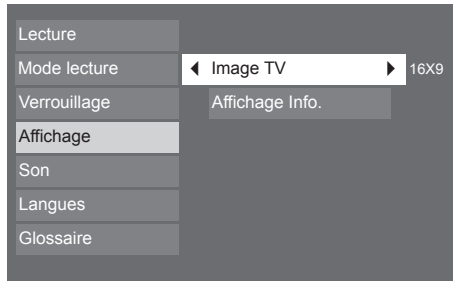 Lecture
Mode lecture
Image TV
16X9
Verrouillage
Affichage Info.
Affichage
Son
Langues
Glossaire